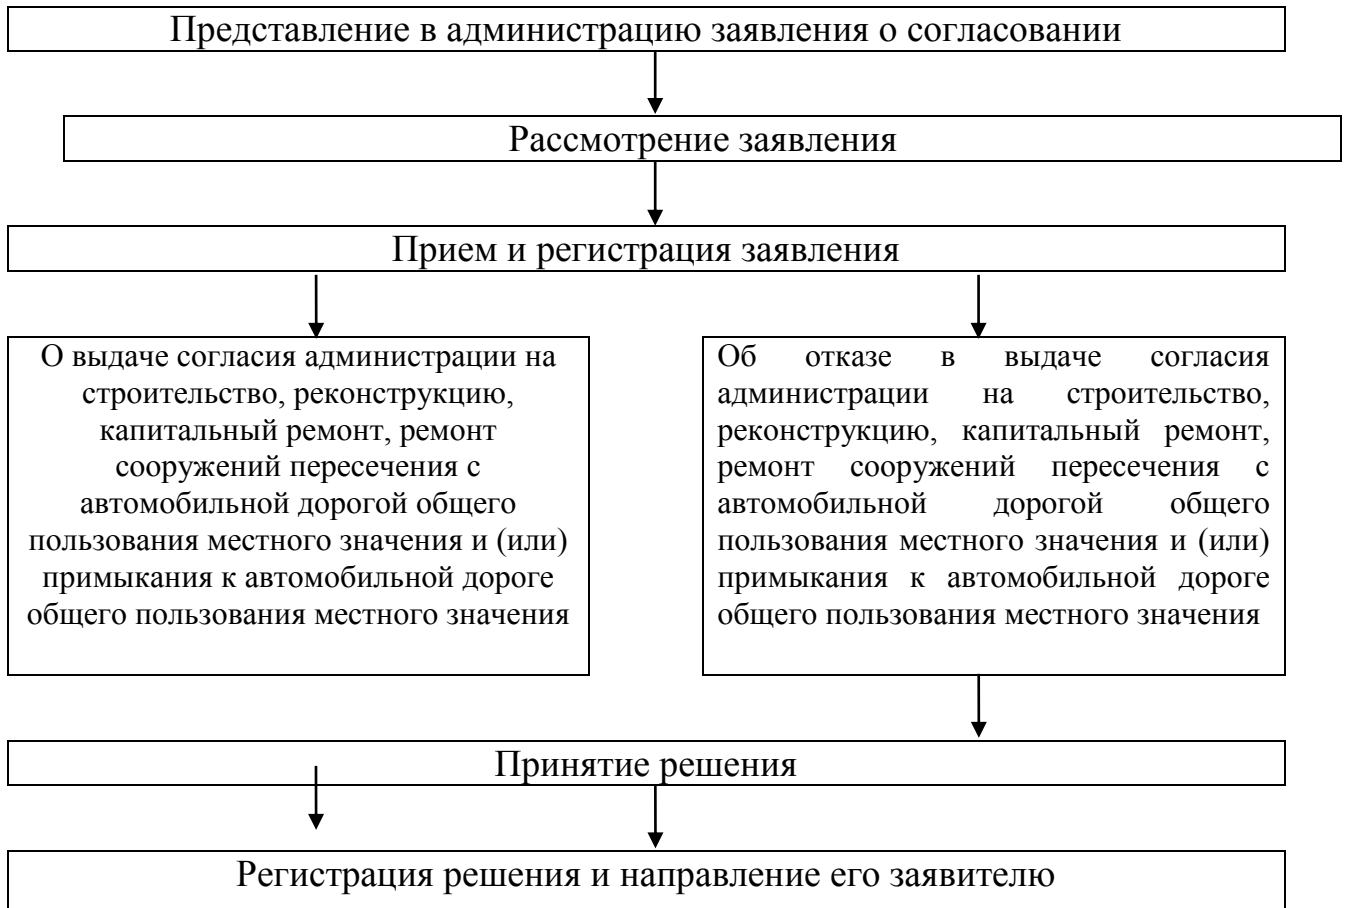 Представление в администрацию заявления о согласовании
Рассмотрение заявления
Прием и регистрация заявления
О выдаче согласия администрации на
строительство, реконструкцию,
капитальный ремонт, ремонт
сооружений пересечения с
автомобильной дорогой общего
пользования местного значения и (или)
примыкания к автомобильной дороге
общего пользования местного значения
Об отказе в выдаче согласия
администрации на строительство,
реконструкцию, капитальный ремонт,
ремонт сооружений пересечения с
автомобильной дорогой общего
пользования местного значения и (или)
примыкания к автомобильной дороге
общего пользования местного значения
Принятие решения
Регистрация решения и направление его заявителю